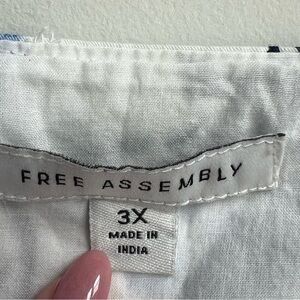 FREE ASSEMBLY
3X
MADE IN
INDIA